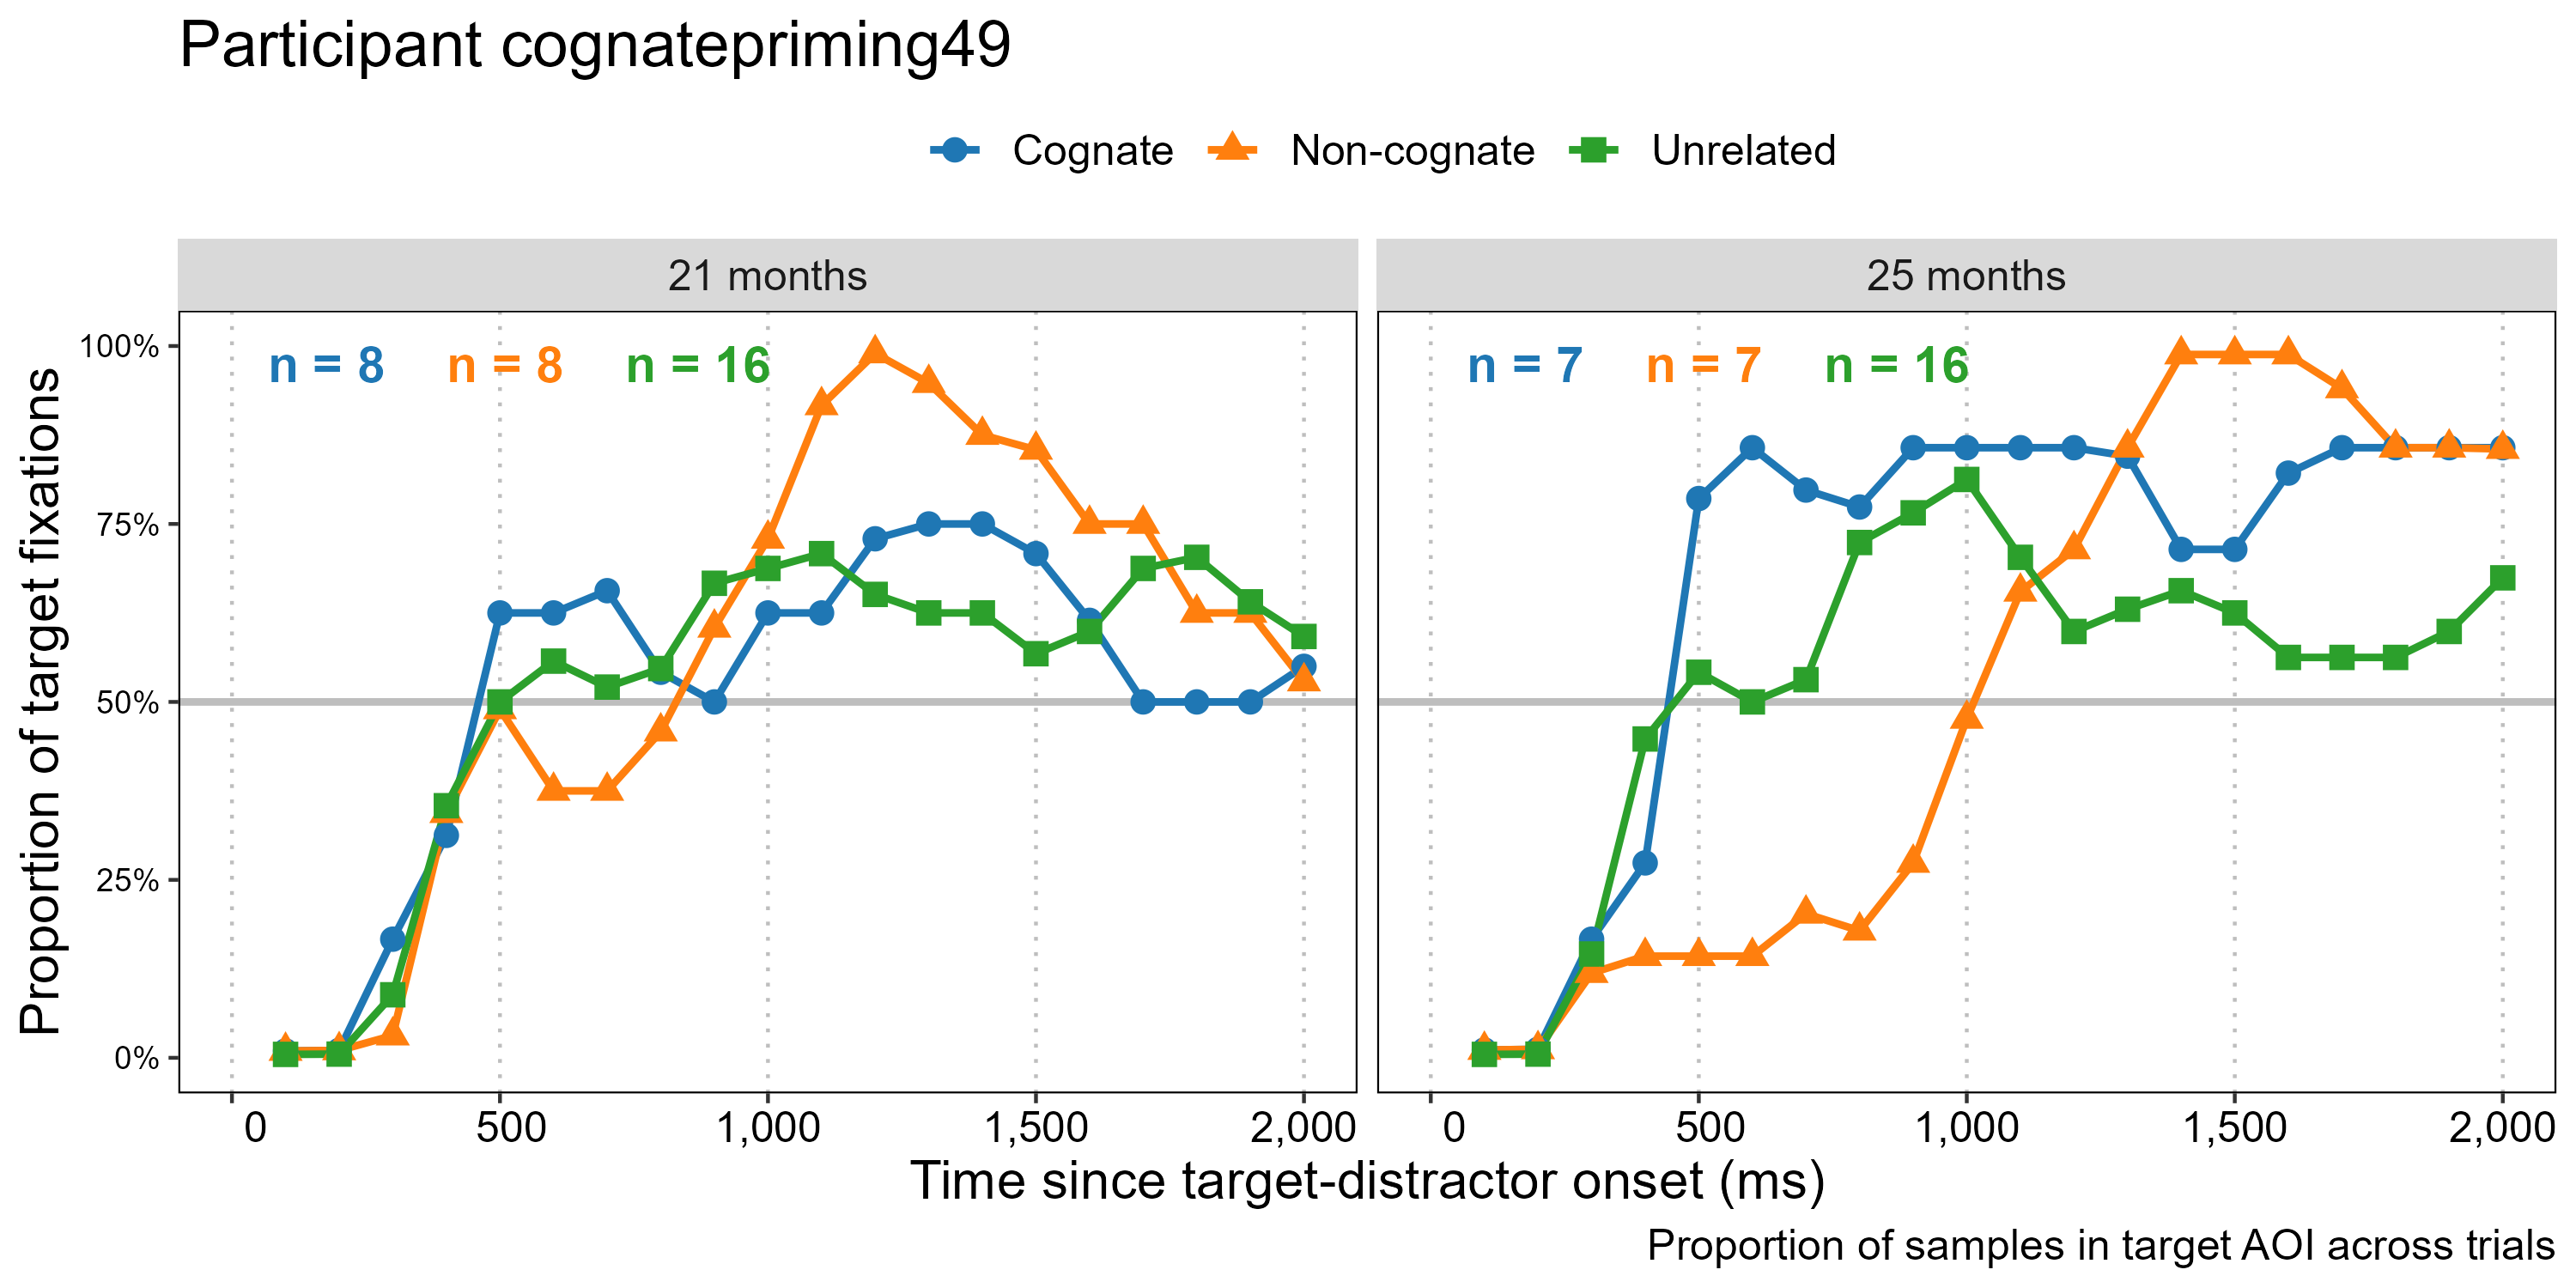 Participant cognatepriming49
Cognate Non-cognate Unrelated
21 months 25 months
n = 8 n = 8 n = 16 n = 7 n = 7 n = 16
100%
75%
50%
25%
0%
Proportion of target fixations
0 500 1,000 1,500 2,000 0 500 1,000 1,500 2,000
Time since target-distractor onset (ms)
Proportion of samples in target AOI across trials